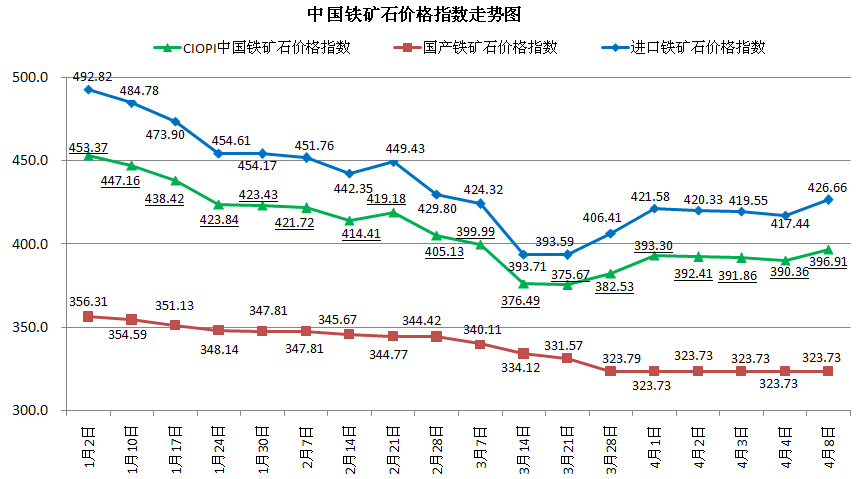 中国铁矿石价格指数走势图
CIOPI中国铁矿石价格指数 国产铁矿石价格指数 进口铁矿石价格指数
500.0
450.0
400.0
350.0
300.0
492.82 484.78 473.90 454.61 454.17 451.76 442.35 449.43 429.80 424.32 393.71 393.59 406.41 421.58 420.33 419.55 417.44 426.66
453.37 447.16 438.42 423.84 423.43 421.72 414.41 419.18 405.13 399.99 376.49 375.67 382.53 393.30 392.41 391.86 390.36 396.91
356.31 354.59 351.13 348.14 347.81 347.81 345.67 344.77 344.42 340.11 334.12 331.57 323.79 323.73 323.73 323.73 323.73 323.73
1月2日 1月10日 1月17日 1月24日 1月30日 2月7日 2月14日 2月21日 2月28日 3月7日 3月14日 3月21日 3月28日 4月1日 4月2日 4月3日 4月4日 4月8日